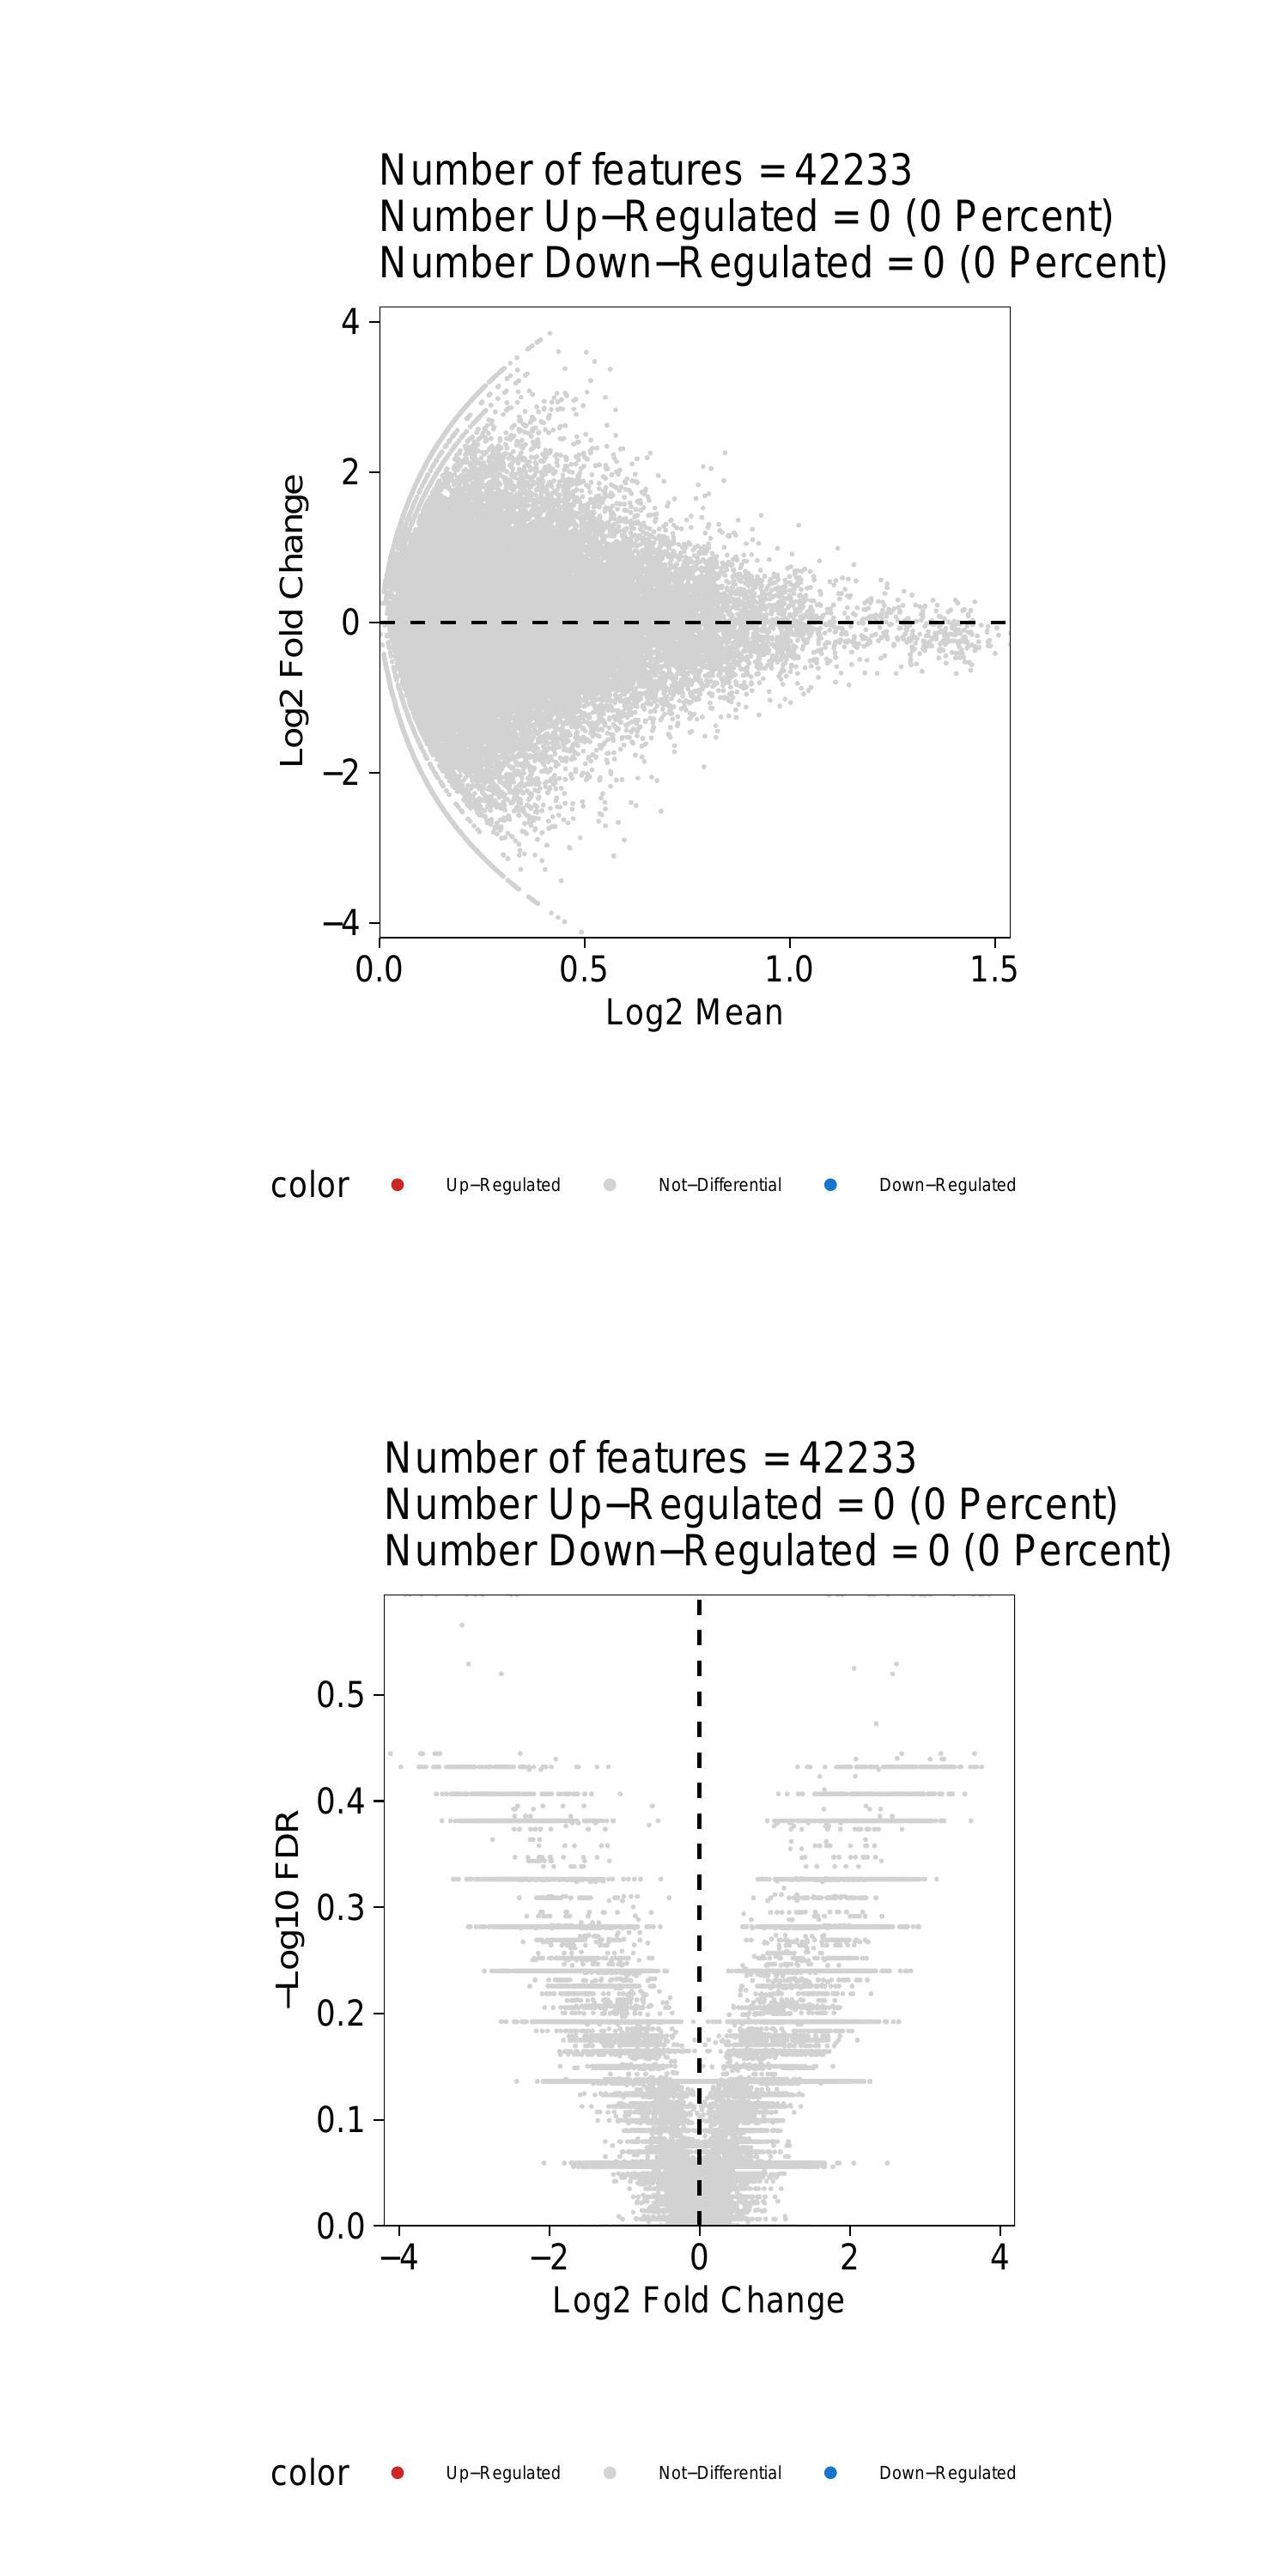 Number of features = 42233
Number Up−Regulated = 0 (0 Percent)
Number Down−Regulated = 0 (0 Percent)
4
2
0
−2
−4
Log2 Fold Change
0.0 0.5 1.0 1.5
Log2 Mean
color Up−Regulated Not−Differential Down−Regulated
Number of features = 42233
Number Up−Regulated = 0 (0 Percent)
Number Down−Regulated = 0 (0 Percent)
0.5
0.4
0.3
0.2
0.1
0.0
−Log10 FDR
−4 −2 0 2 4
Log2 Fold Change
color Up−Regulated Not−Differential Down−Regulated